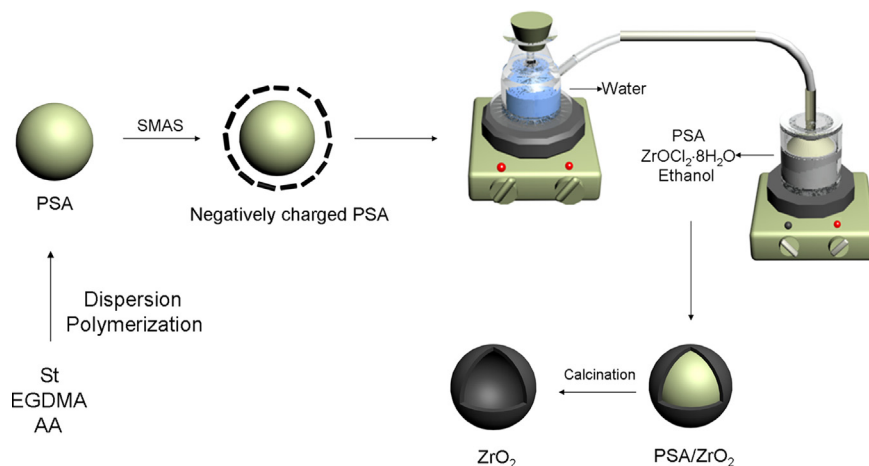 PSA
SMAS
Negatively charged PSA
Water
PSA
ZrOCl₂·8H₂O
Ethanol
Dispersion
Polymerization
St
EGDMA
AA
Calcination
ZrO₂
PSA/ZrO₂